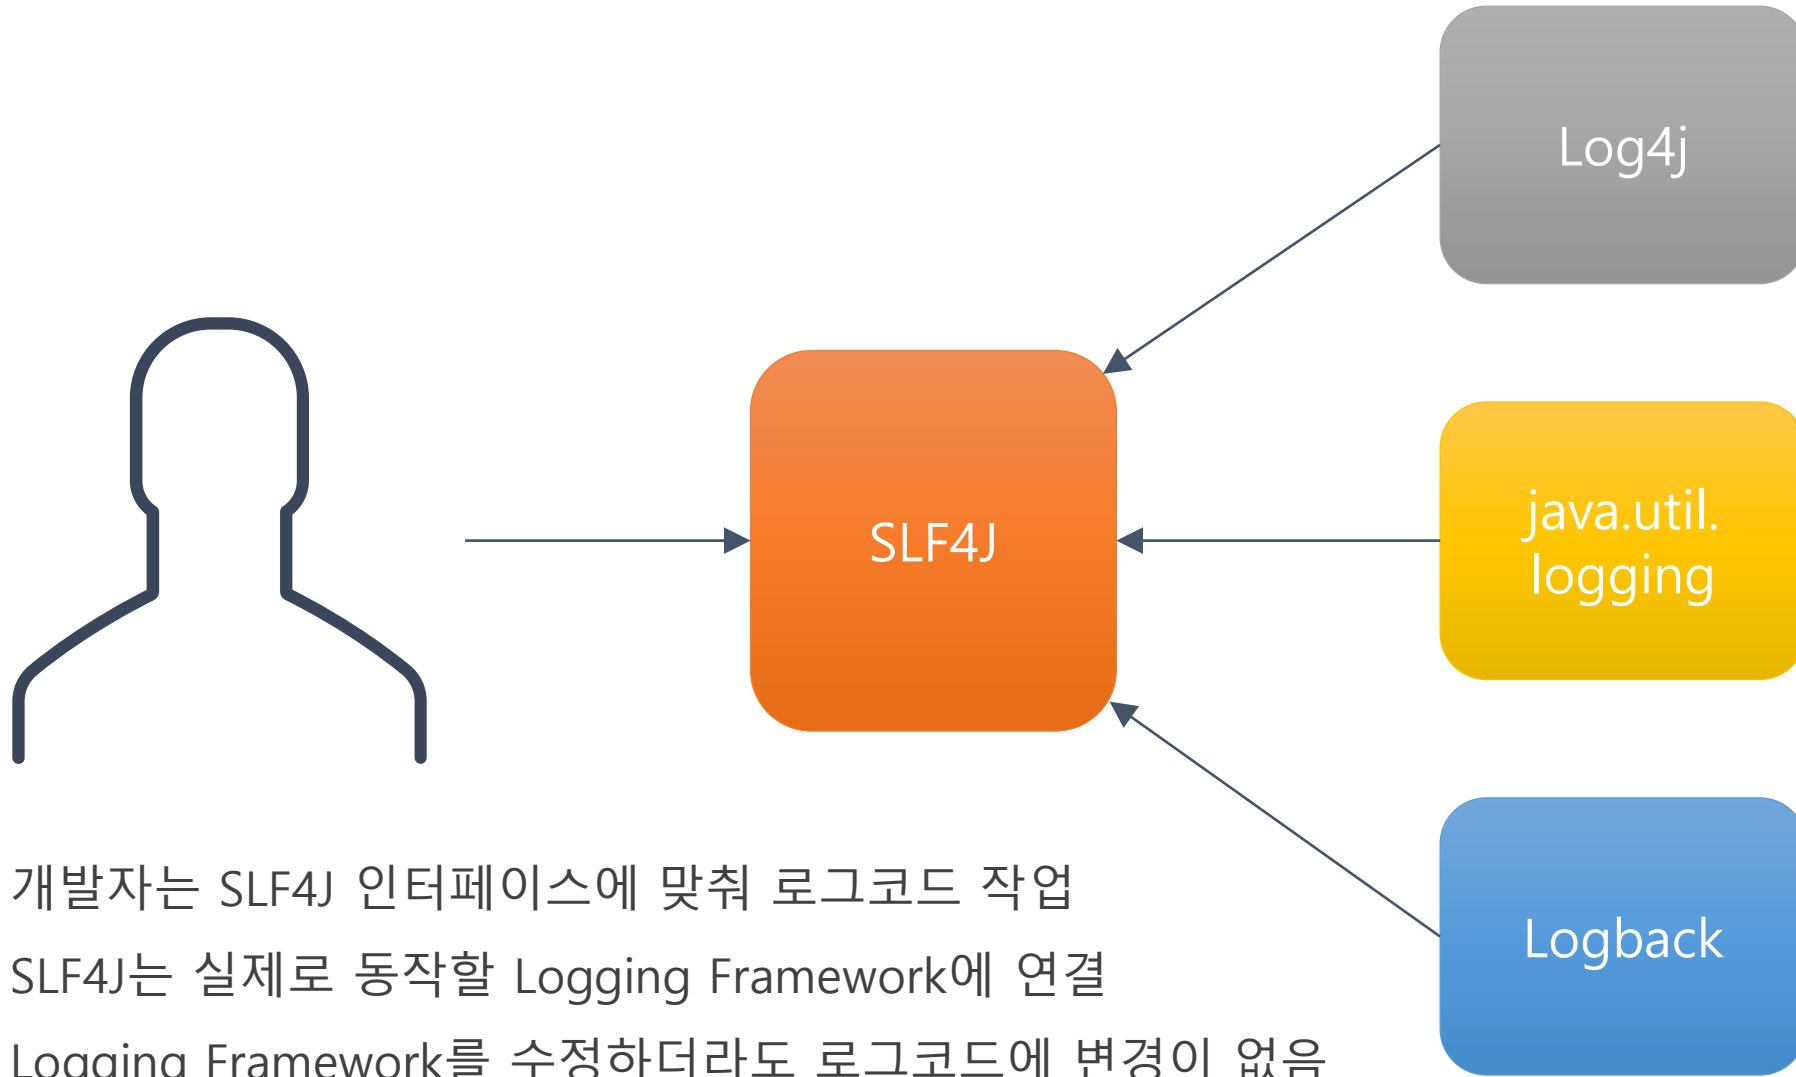 Log4j
SLF4J
java.util.
logging
Logback
개발자는 SLF4J 인터페이스에 맞춰 로그코드 작업
SLF4J는 실제로 동작할 Logging Framework에 연결
Logging Framework를 수정하더라도 로그코드에 변경이 없음